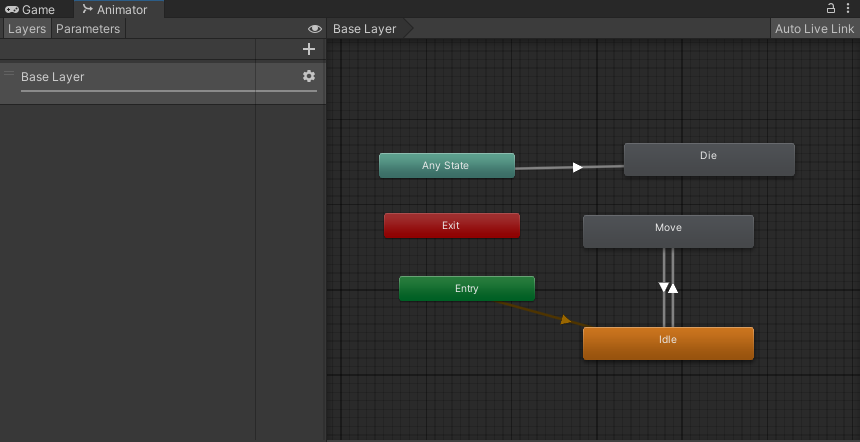 Game
Animator
Layers
Parameters
Base Layer
Auto Live Link
Base Layer
Any State
Die
Exit
Move
Entry
Idle